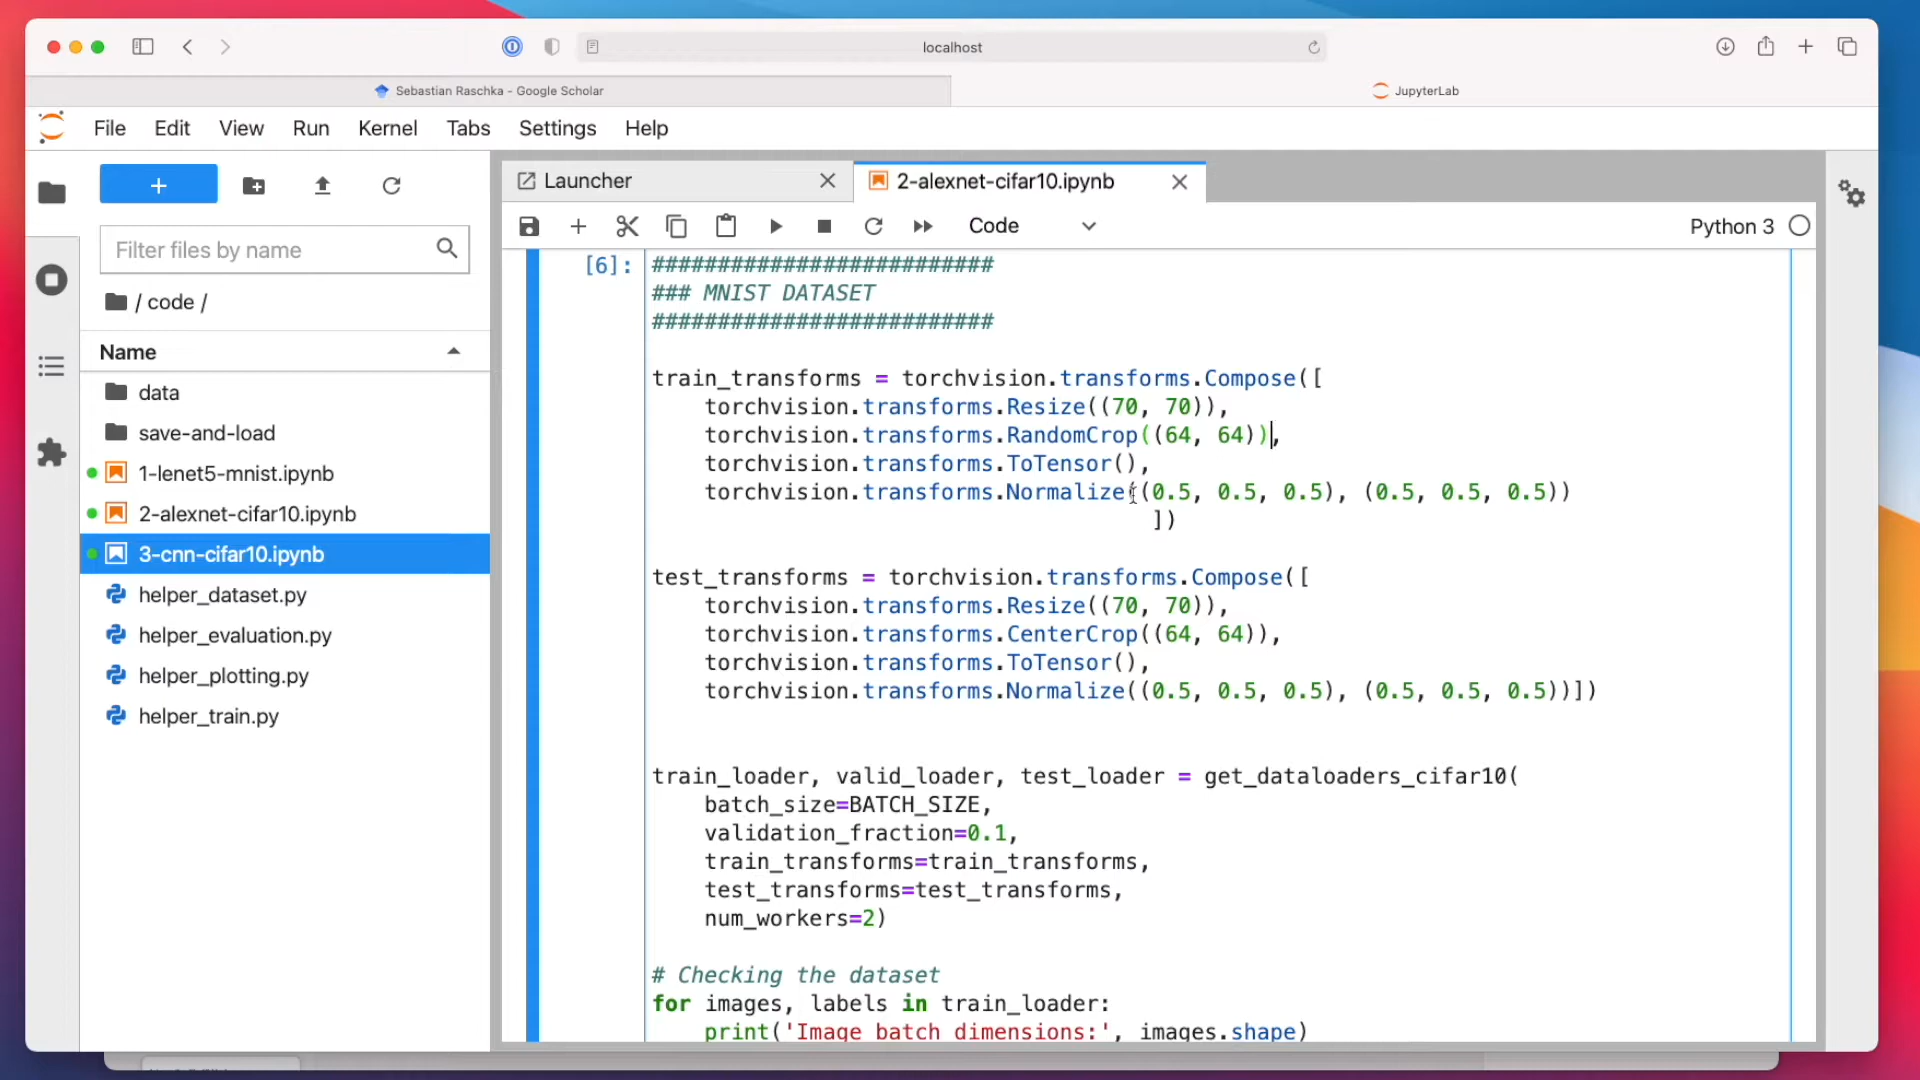 localhost
Sebastian Raschka - Google Scholar
JupyterLab
File Edit View Run Kernel Tabs Settings Help
Launcher
2-alexnet-cifar10.ipynb
Code
Python 3
Filter files by name
/ code /
Name
data
save-and-load
1-lenet5-mnist.ipynb
2-alexnet-cifar10.ipynb
3-cnn-cifar10.ipynb
helper_dataset.py
helper_evaluation.py
helper_plotting.py
helper_train.py
[6]:
##########################
### MNIST DATASET
##########################
train_transforms = torchvision.transforms.Compose([
torchvision.transforms.Resize((70, 70)),
torchvision.transforms.RandomCrop((64, 64)),
torchvision.transforms.ToTensor(),
torchvision.transforms.Normalize((0.5, 0.5, 0.5), (0.5, 0.5, 0.5))
])
test_transforms = torchvision.transforms.Compose([
torchvision.transforms.Resize((70, 70)),
torchvision.transforms.CenterCrop((64, 64)),
torchvision.transforms.ToTensor(),
torchvision.transforms.Normalize((0.5, 0.5, 0.5), (0.5, 0.5, 0.5))])
train_loader, valid_loader, test_loader = get_dataloaders_cifar10(
batch_size=BATCH_SIZE,
validation_fraction=0.1,
train_transforms=train_transforms,
test_transforms=test_transforms,
num_workers=2)
# Checking the dataset
for images, labels in train_loader:
print('Image batch dimensions:', images.shape)